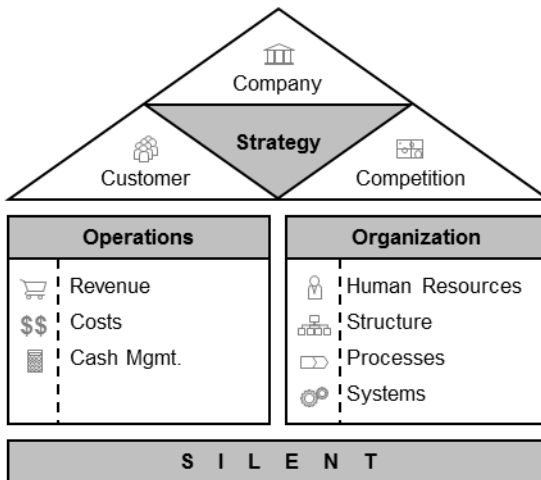 Company
Strategy
Customer
Competition
Operations
Revenue
$$ Costs
Cash Mgmt.
Organization
Human Resources
Structure
Processes
Systems
S I L E N T